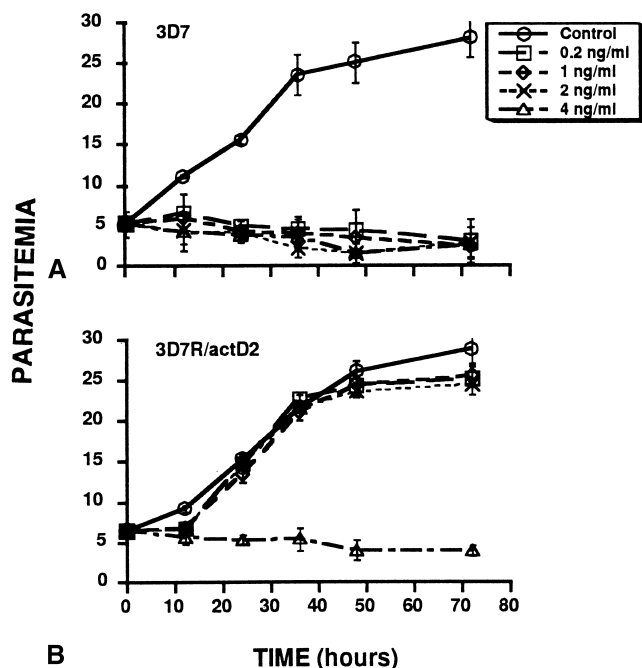 3D7
Control
0.2 ng/ml
1 ng/ml
2 ng/ml
4 ng/ml
30
25
20
15
10
5
0
A
PARASITEMIA
3D7R/actD2
30
25
20
15
10
5
0
0 10 20 30 40 50 60 70 80
B
TIME (hours)